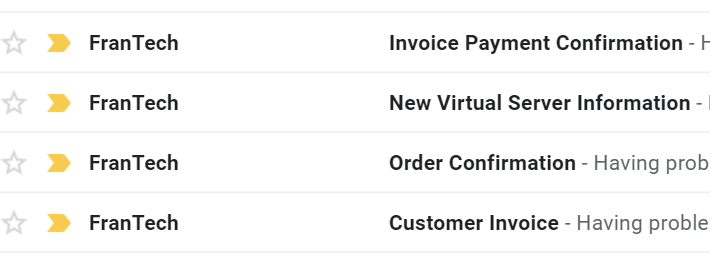 FranTech Invoice Payment Confirmation - H
FranTech New Virtual Server Information -
FranTech Order Confirmation - Having prob
FranTech Customer Invoice - Having proble